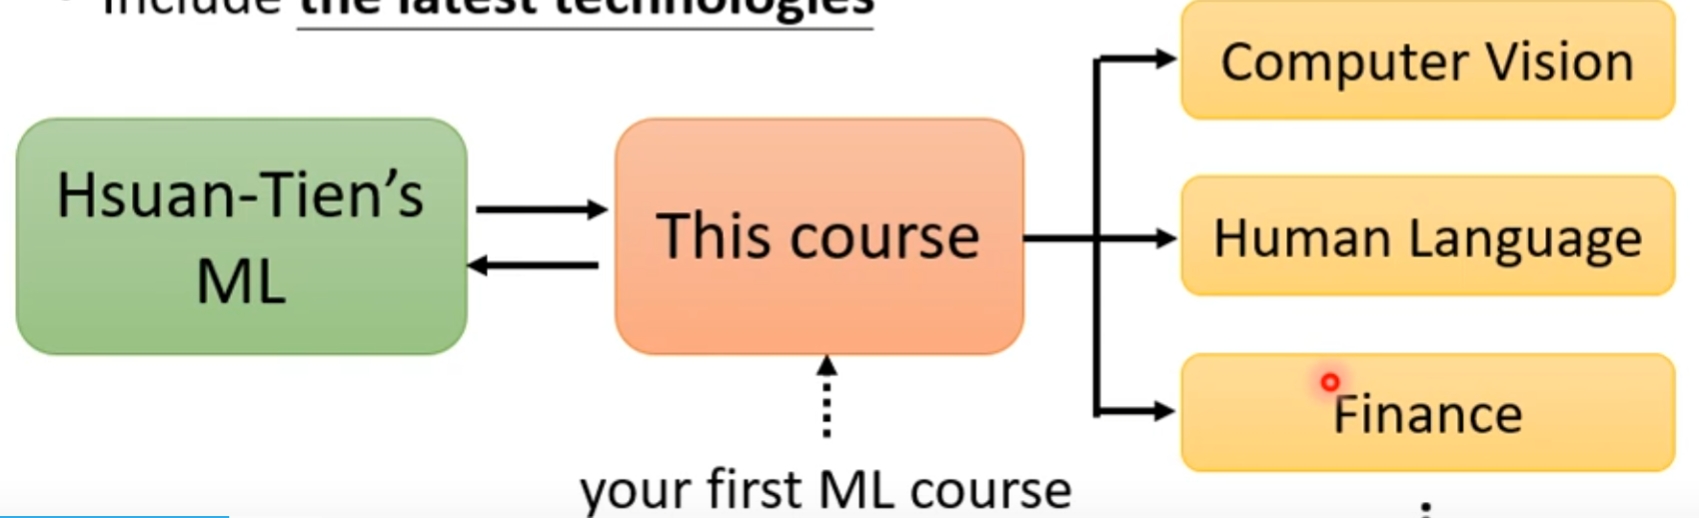 include the latest technologies
Computer Vision
Hsuan-Tien's
ML
This course
Human Language
Finance
your first ML course